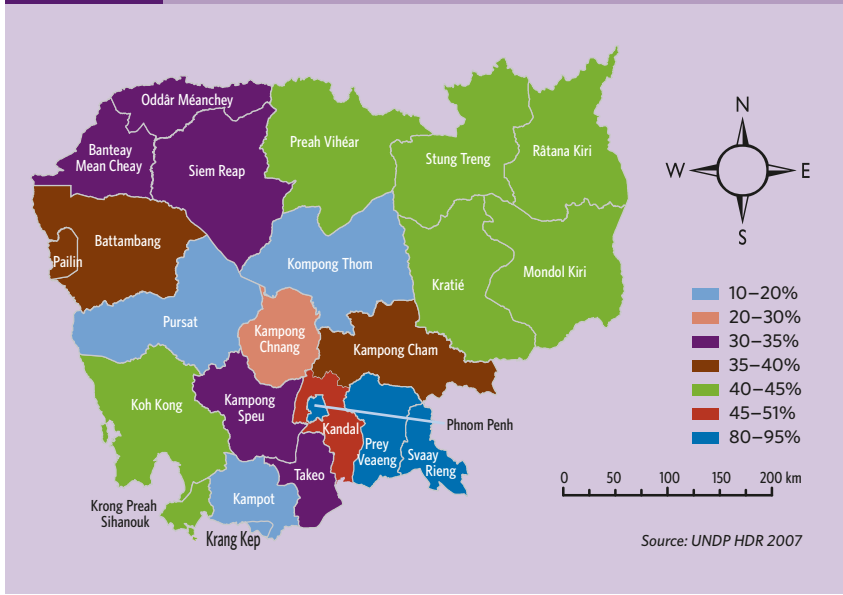 Oddâr Méanchey
Banteay
Mean Cheay
Siem Reap
Preah Vihéar
Stung Treng
Râtana Kiri
N
W
E
S
Battambang
Pailin
Kompong Thom
Kratié
Mondol Kiri
Pursat
Kampong
Chnang
Kampong Cham
Koh Kong
Kampong
Speu
Kandal
Phnom Penh
Prey
Veaeng
Svaay
Rieng
Takeo
Kampot
Krong Preah
Sihanouk
Krang Kep
10–20%
20–30%
30–35%
35–40%
40–45%
45–51%
80–95%
0 50 100 150 200 km
Source: UNDP HDR 2007